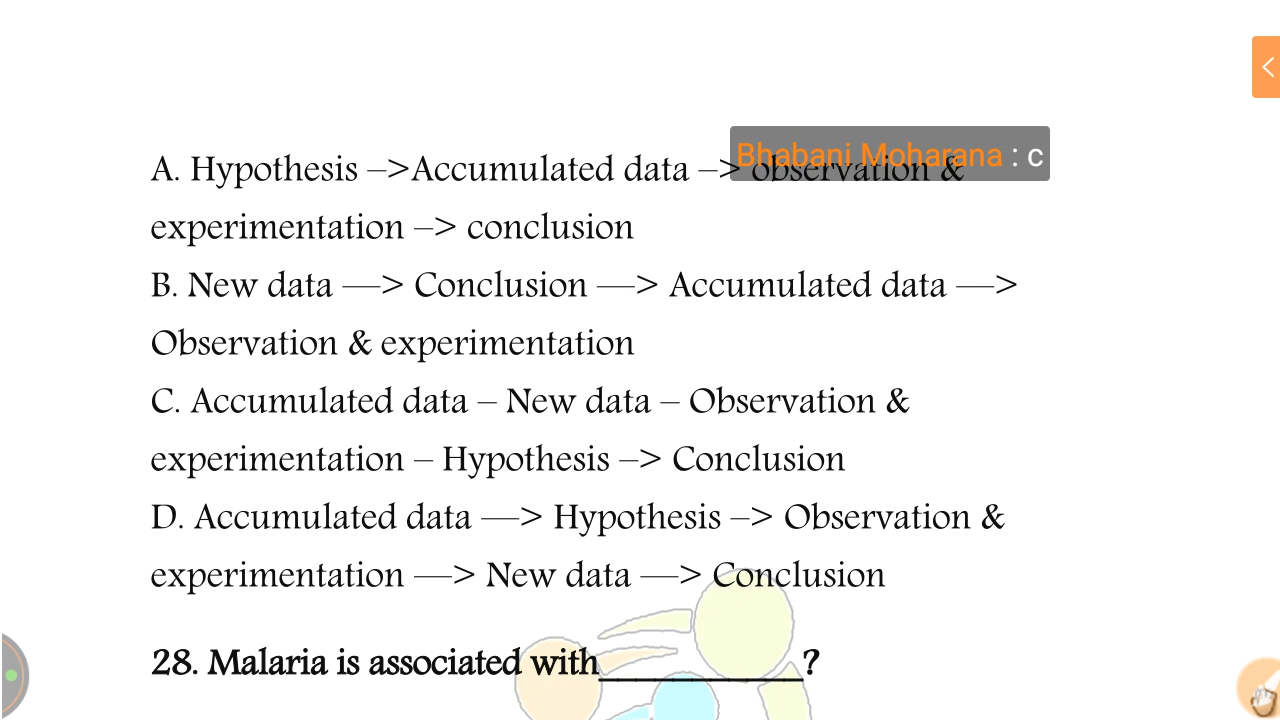 Bhabani Moharana : c
A. Hypothesis –>Accumulated data –> observation &
experimentation –> conclusion
B. New data —> Conclusion —> Accumulated data —>
Observation & experimentation
C. Accumulated data – New data – Observation &
experimentation – Hypothesis –> Conclusion
D. Accumulated data —> Hypothesis –> Observation &
experimentation —> New data —> Conclusion
28. Malaria is associated with___________?